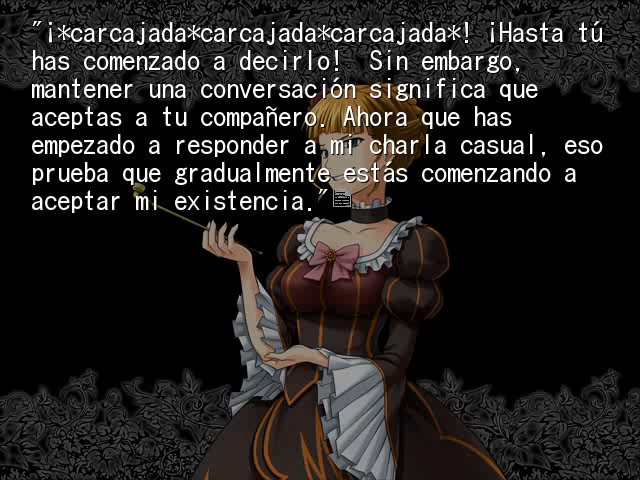 "¡*carcajada*carcajada*carcajada*! ¡Hasta tú
has comenzado a decirlo!  Sin embargo,
mantener una conversación significa que
aceptas a tu compañero. Ahora que has
empezado a responder a mi charla casual, eso
prueba que gradualmente estás comenzando a
aceptar mi existencia."